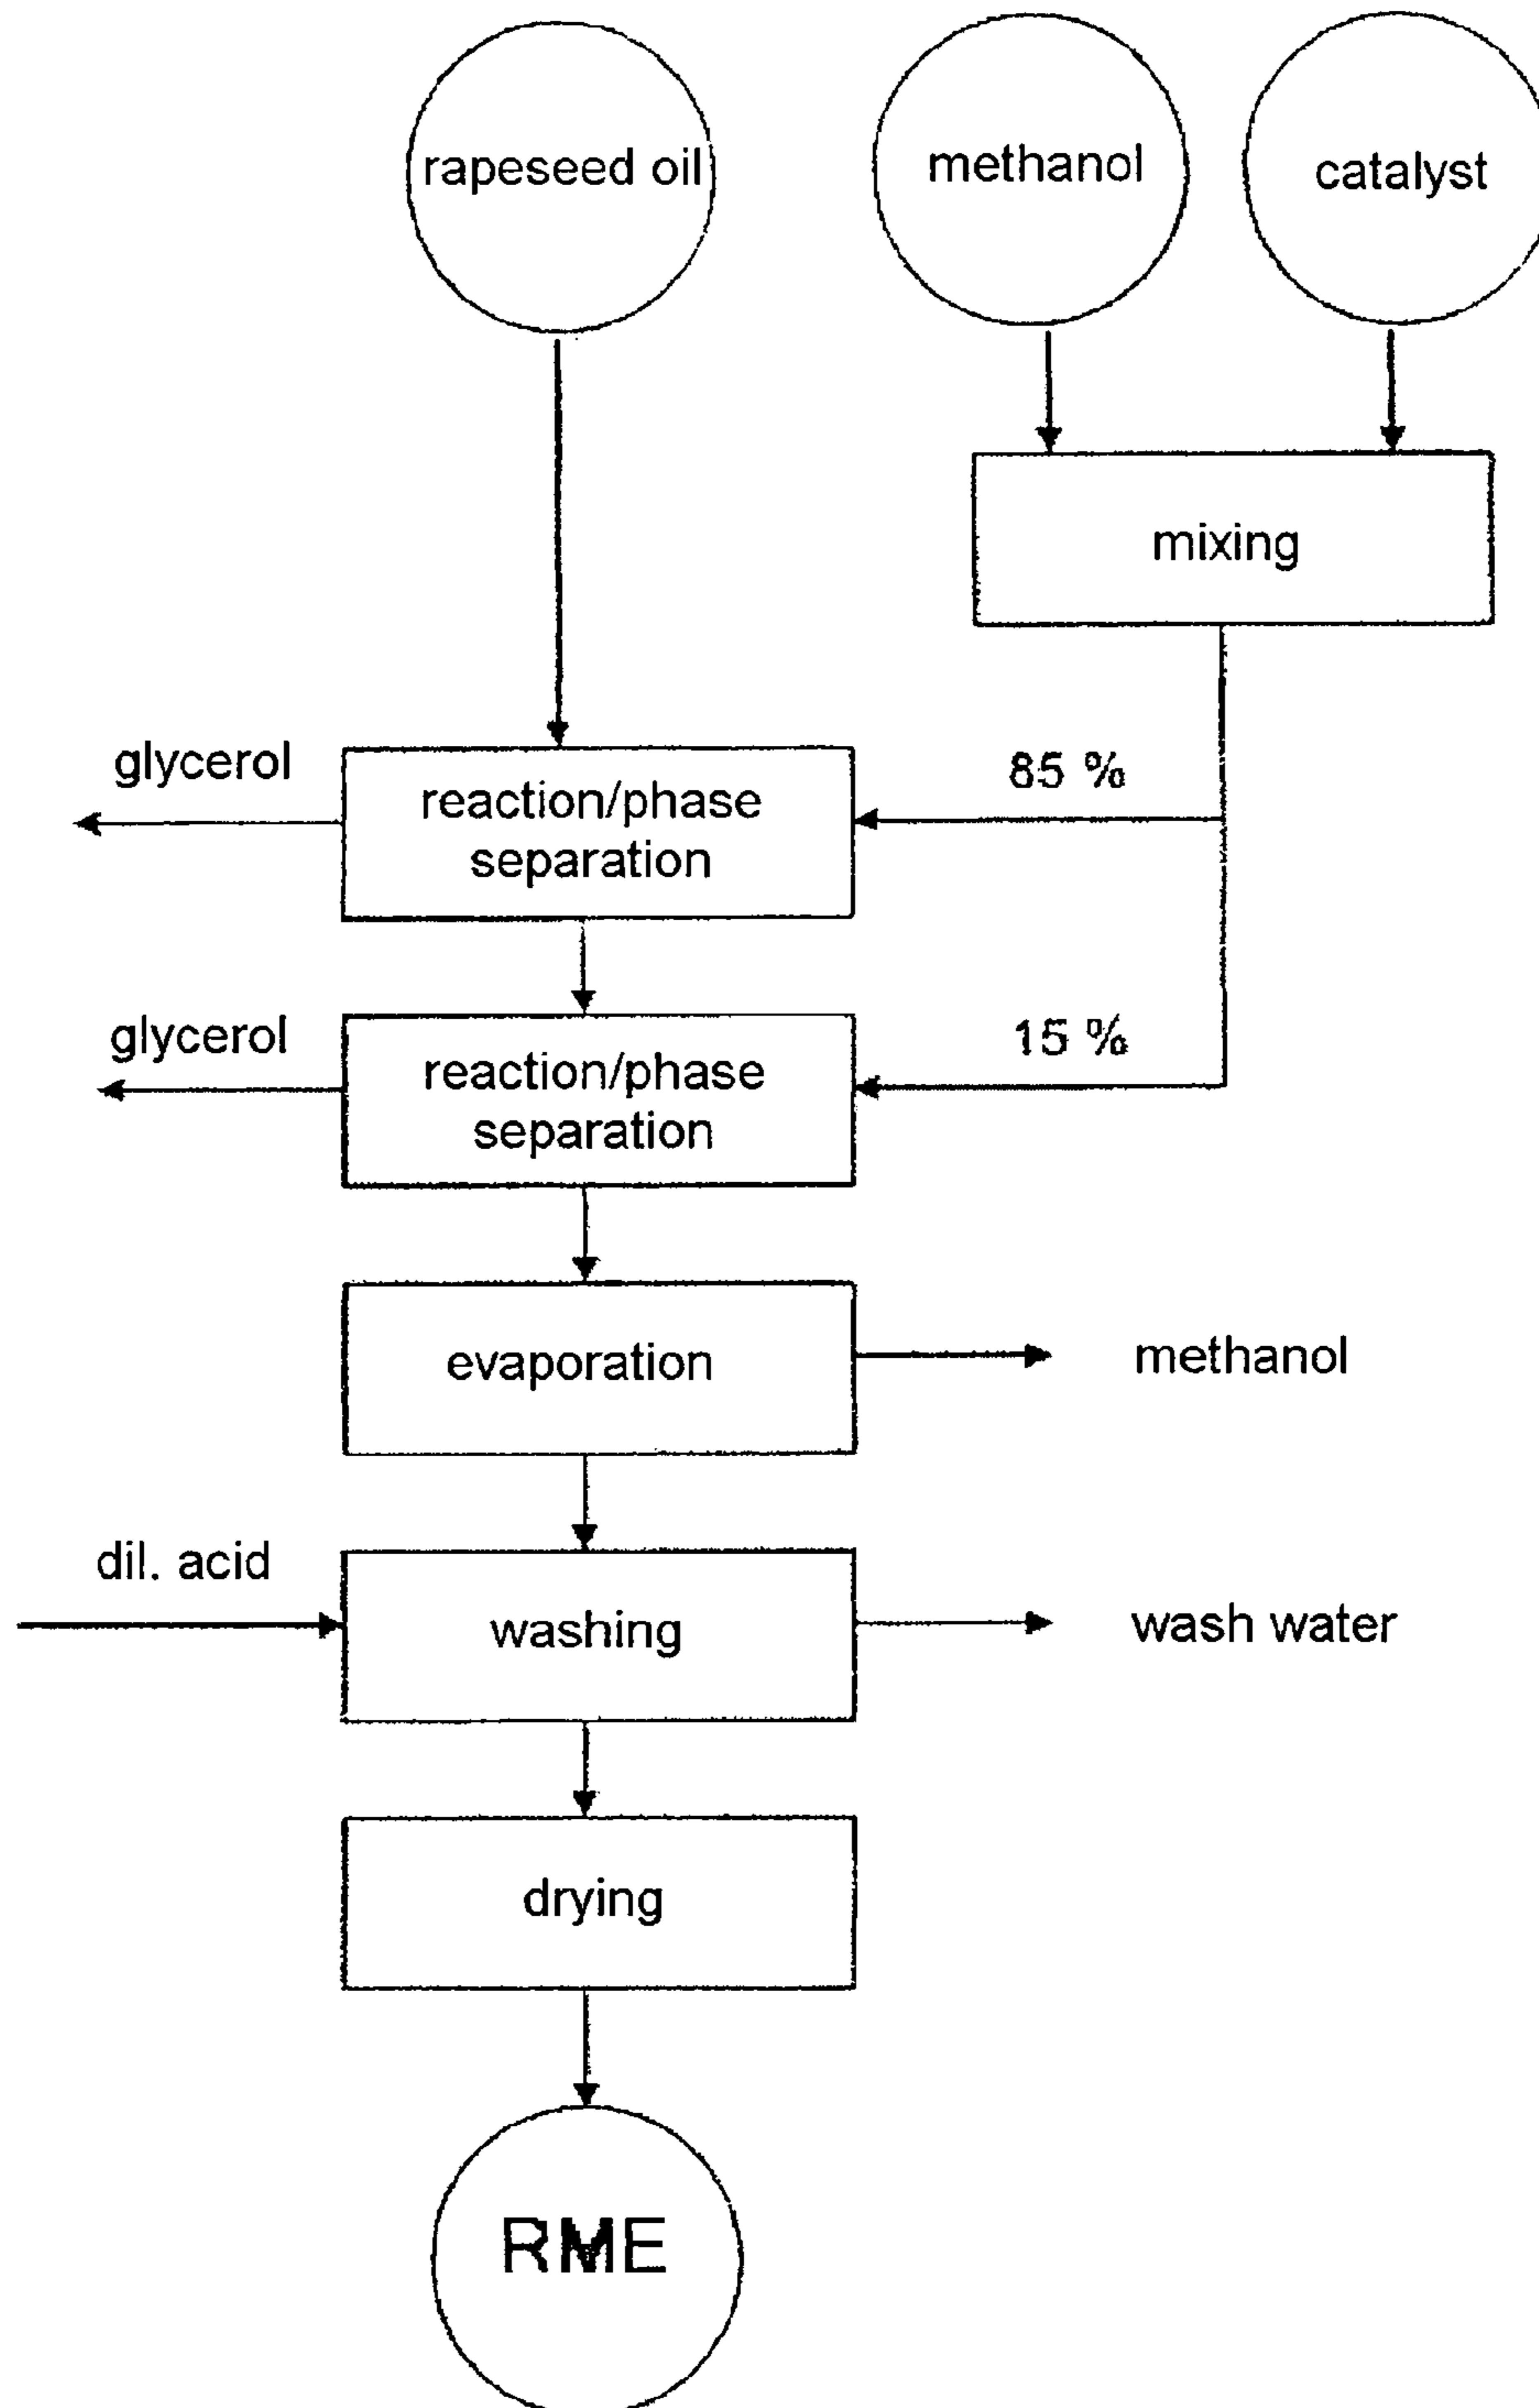 rapeseed oil
methanol
catalyst
mixing
glycerol
85 %
reaction/phase
separation
glycerol
15 %
reaction/phase
separation
evaporation
methanol
dil. acid
washing
wash water
drying
RME